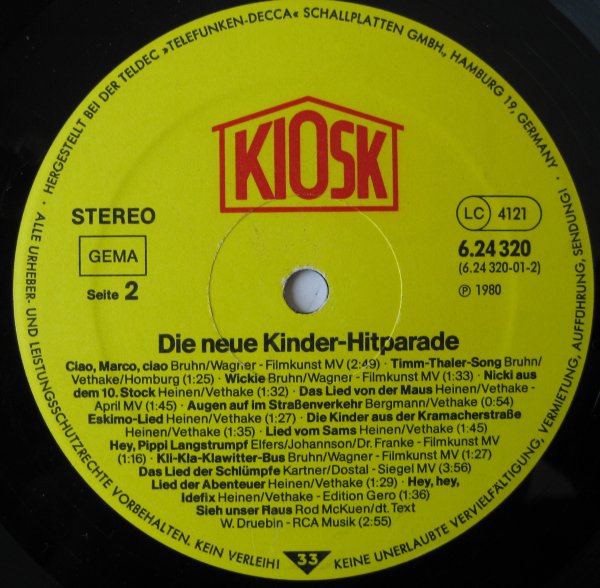 HERGESTELLT BEI DER TELDEC »TELEFUNKEN-DECCA« SCHALLPLATTEN GMBH., HAMBURG 19, GERMANY
ALLE URHEBER- UND LEISTUNGSSCHUTZRECHTE VORBEHALTEN. KEIN VERLEIH! KEINE UNERLAUBTE VERVIELFÄLTIGUNG, VERMIETUNG, AUFFÜHRUNG, SENDUNG!
KIOSK
STEREO
LC 4121
GEMA
6.24 320
(6.24 320-01-2)
Seite 2
℗ 1980
Die neue Kinder-Hitparade
Ciao, Marco, ciao Bruhn/Wagner - Filmkunst MV (2:49) · Timm-Thaler-Song Bruhn/
Vethake/Homburg (1:25) · Wickie Bruhn/Wagner - Filmkunst MV (1:33) · Nicki aus
dem 10. Stock Heinen/Vethake (1:32) · Das Lied von der Maus Heinen/Vethake -
April MV (1:45) · Augen auf im Straßenverkehr Bergmann/Vethake (0:54)
Eskimo-Lied Heinen/Vethake (1:27) · Die Kinder aus der Kramacherstraße
Heinen/Vethake (1:35) · Lied vom Sams Heinen/Vethake (1:45)
Hey, Pippi Langstrumpf Elfers/Johannson/Dr. Franke - Filmkunst MV
(1:16) · Kli-Kla-Klawitter-Bus Bruhn/Wagner - Filmkunst MV (1:27)
Das Lied der Schlümpfe Kartner/Dostal - Siegel MV (3:56)
Lied der Abenteuer Heinen/Vethake (1:29) · Hey, hey,
Idefix Heinen/Vethake - Edition Gero (1:36)
Sieh unser Haus Rod McKuen/dt. Text
W. Druebin - RCA Musik (2:55)
33